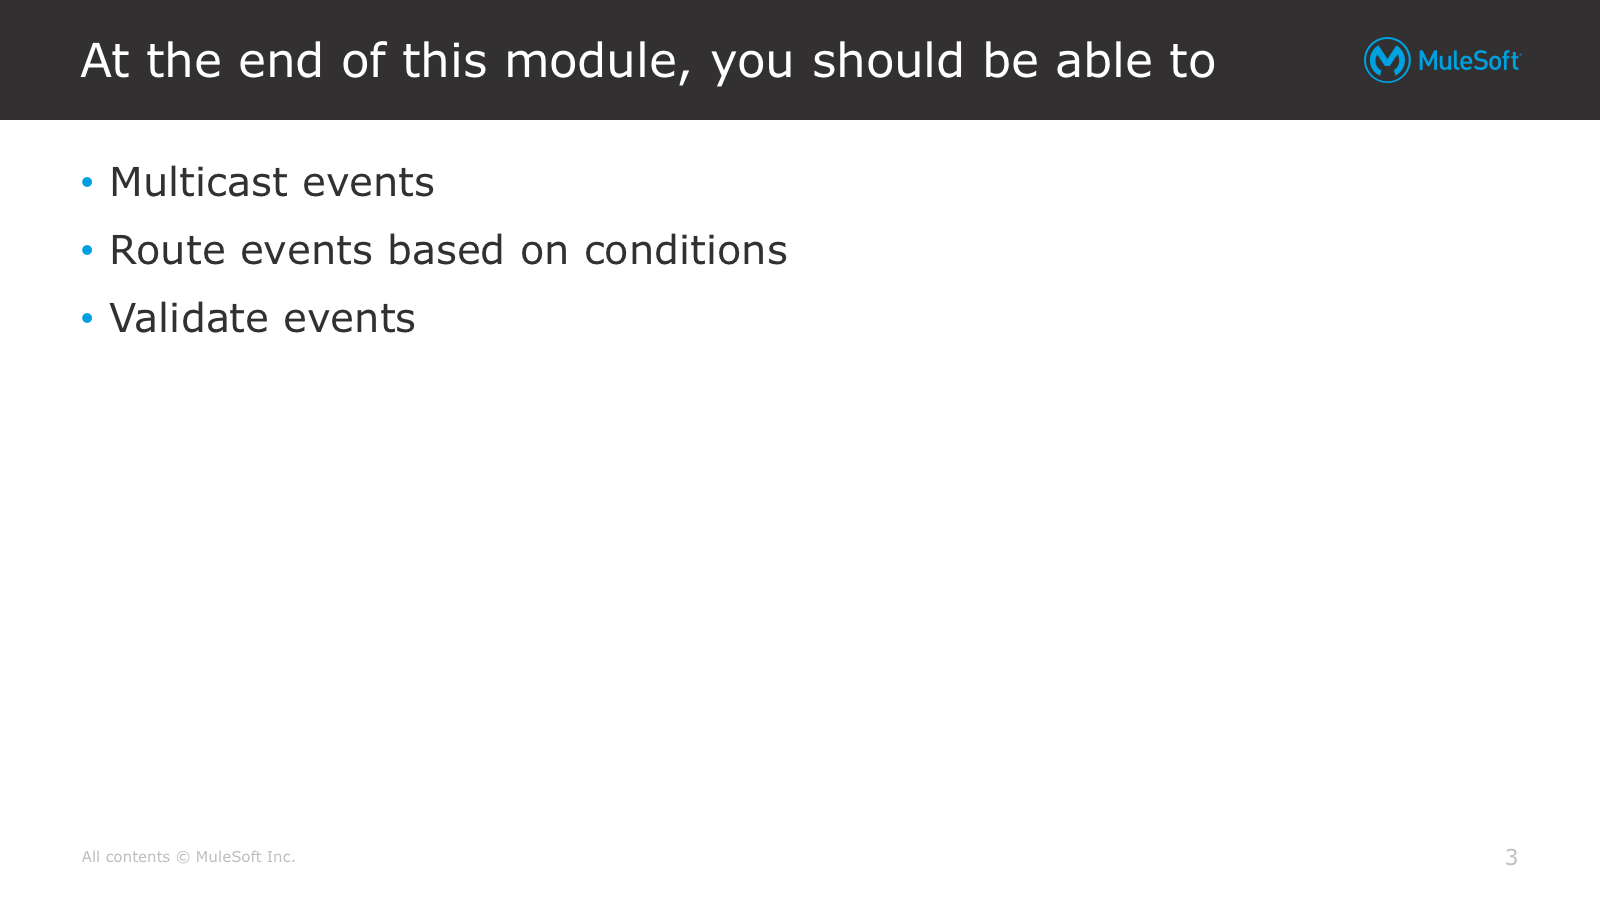 At the end of this module, you should be able to
MuleSoft
• Multicast events
• Route events based on conditions
• Validate events
All contents © MuleSoft Inc.
3